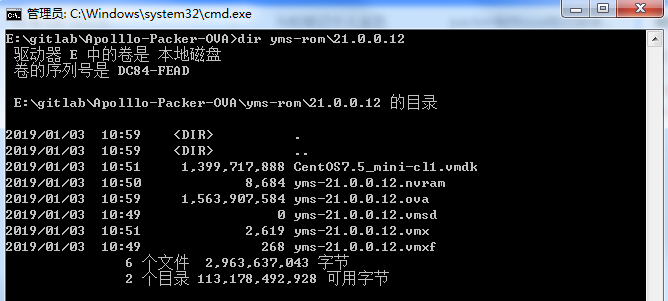 管理员: C:\Windows\system32\cmd.exe
E:\gitlab\Apolllo-Packer-OVA>dir yms-rom\21.0.0.12
驱动器 E 中的卷是 本地磁盘
卷的序列号是 DC84-FEAD
E:\gitlab\Apolllo-Packer-OVA\yms-rom\21.0.0.12 的目录
2019/01/03  10:59    <DIR>          .
2019/01/03  10:59    <DIR>          ..
2019/01/03  10:51     1,399,717,888 CentOS7.5_mini-cl1.vmdk
2019/01/03  10:50             8,684 yms-21.0.0.12.nvram
2019/01/03  10:59     1,563,907,584 yms-21.0.0.12.ova
2019/01/03  10:49                 0 yms-21.0.0.12.vmsd
2019/01/03  10:51             2,619 yms-21.0.0.12.vmx
2019/01/03  10:49               268 yms-21.0.0.12.vmxf
6 个文件  2,963,637,043 字节
2 个目录 113,178,492,928 可用字节